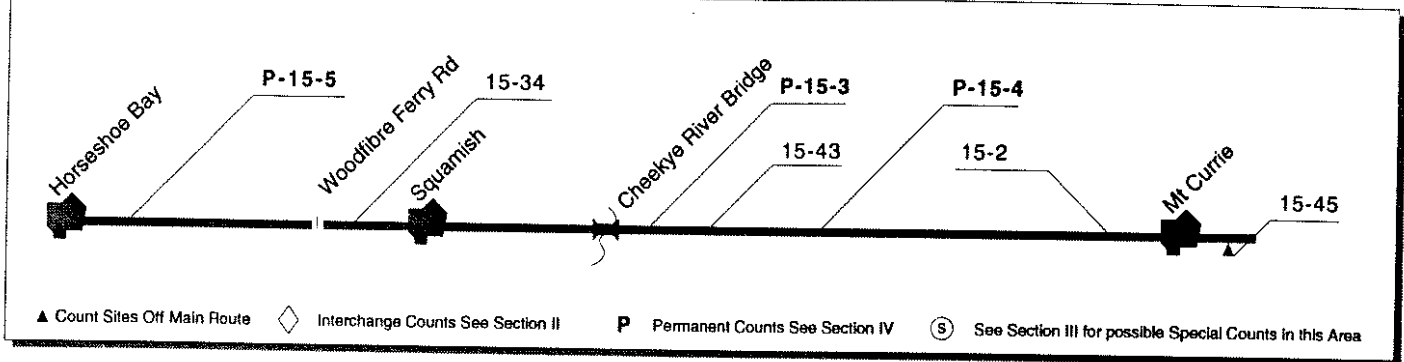 Horseshoe Bay
P-15-5
Woodfibre Ferry Rd
15-34
Squamish
Cheekye River Bridge
P-15-3
15-43
P-15-4
15-2
Mt Currie
15-45
▲ Count Sites Off Main Route
Interchange Counts See Section II
P Permanent Counts See Section IV
S See Section III for possible Special Counts in this Area